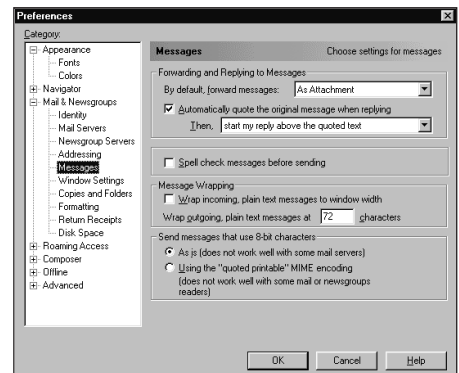 Preferences
Category:
Appearance
Fonts
Colors
Navigator
Mail & Newsgroups
Identity
Mail Servers
Newsgroup Servers
Addressing
Messages
Window Settings
Copies and Folders
Formatting
Return Receipts
Disk Space
Roaming Access
Composer
Offline
Advanced
Messages Choose settings for messages
Forwarding and Replying to Messages
By default, forward messages: As Attachment
Automatically quote the original message when replying
Then, start my reply above the quoted text
Spell check messages before sending
Message Wrapping
Wrap incoming, plain text messages to window width
Wrap outgoing, plain text messages at 72 characters
Send messages that use 8-bit characters
As is (does not work well with some mail servers)
Using the "quoted printable" MIME encoding
(does not work well with some mail or newsgroups
readers)
OK Cancel Help